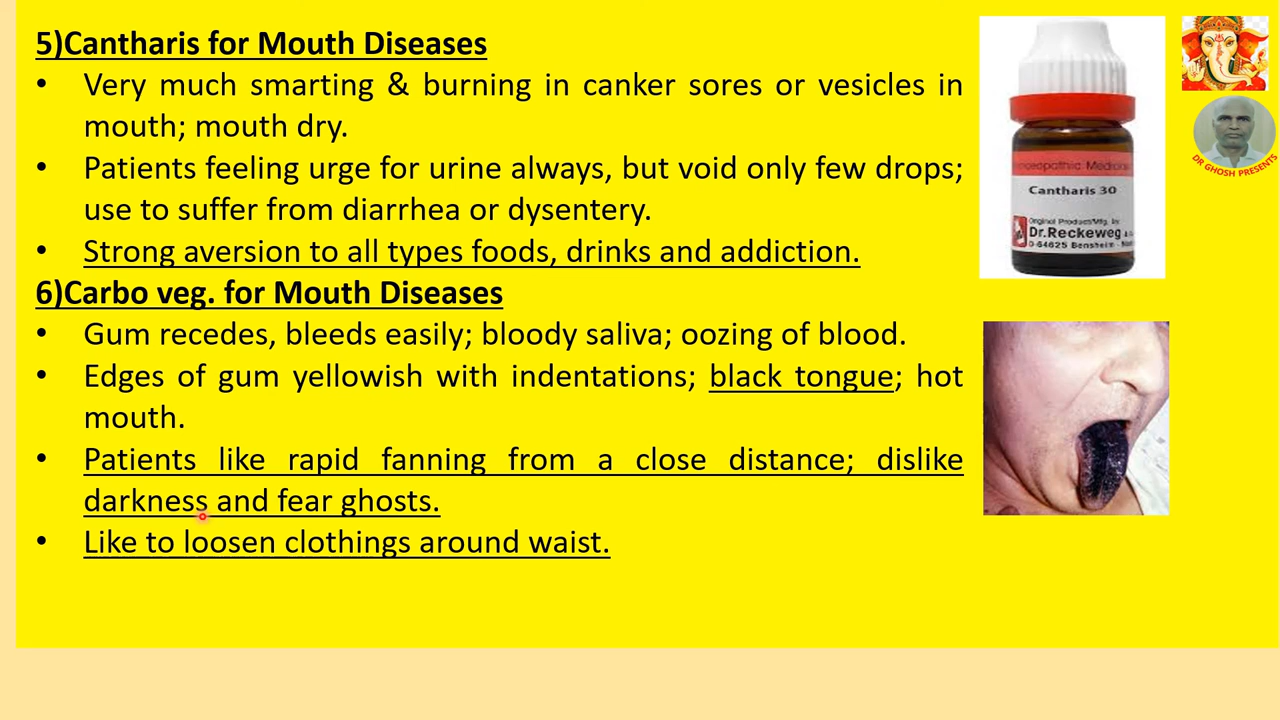 5)Cantharis for Mouth Diseases
• Very much smarting & burning in canker sores or vesicles in
mouth; mouth dry.
• Patients feeling urge for urine always, but void only few drops;
use to suffer from diarrhea or dysentery.
• Strong aversion to all types foods, drinks and addiction.
6)Carbo veg. for Mouth Diseases
• Gum recedes, bleeds easily; bloody saliva; oozing of blood.
• Edges of gum yellowish with indentations; black tongue; hot
mouth.
• Patients like rapid fanning from a close distance; dislike
darkness and fear ghosts.
• Like to loosen clothings around waist.
Cantharis 30
Original Product/Mfg. by:
Dr.Reckeweg
D-64625 Bensheim
DR GHOSH PRESENTS